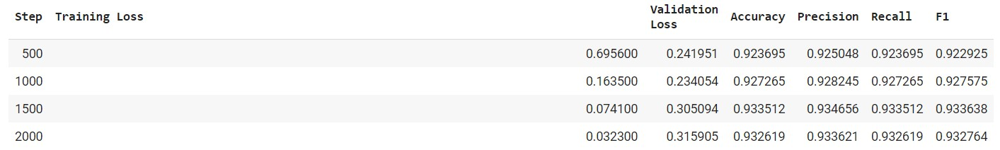 Step Training Loss Validation Loss Accuracy Precision Recall F1
500 0.695600 0.241951 0.923695 0.925048 0.923695 0.922925
1000 0.163500 0.234054 0.927265 0.928245 0.927265 0.927575
1500 0.074100 0.305094 0.933512 0.934656 0.933512 0.933638
2000 0.032300 0.315905 0.932619 0.933621 0.932619 0.932764